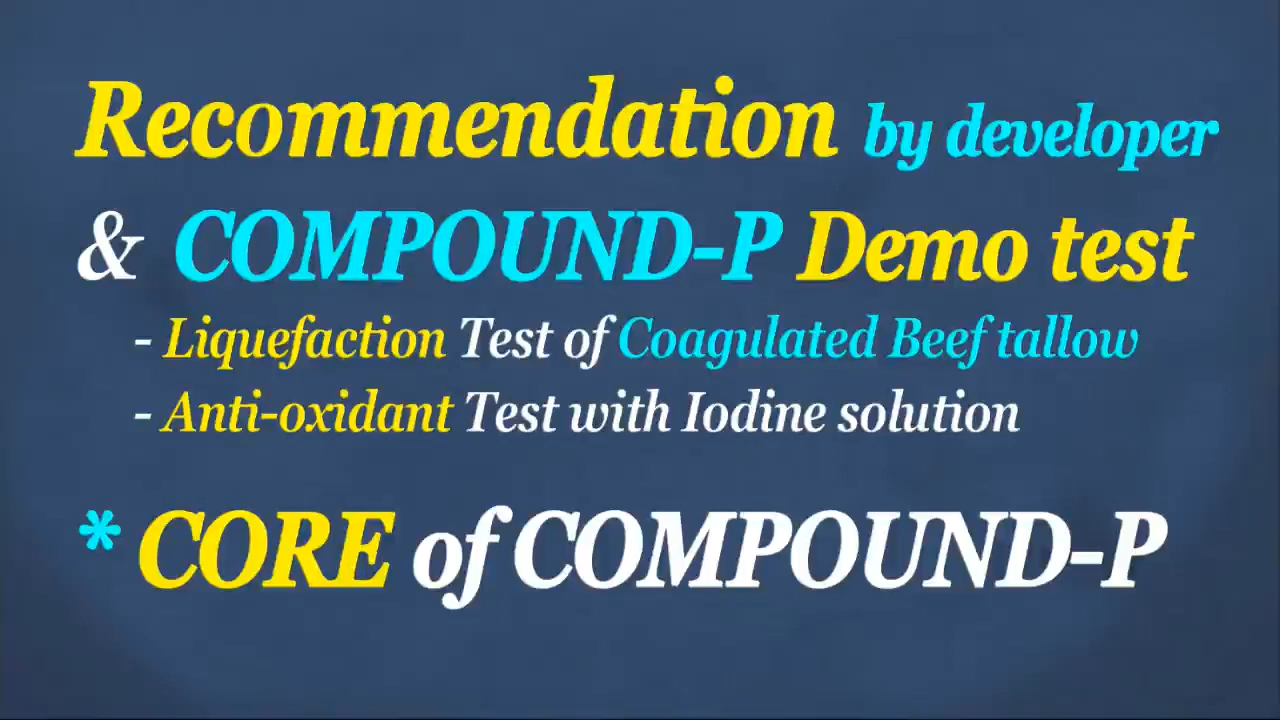 Recommendation by developer
& COMPOUND-P Demo test
- Liquefaction Test of Coagulated Beef tallow
- Anti-oxidant Test with Iodine solution
* CORE of COMPOUND-P